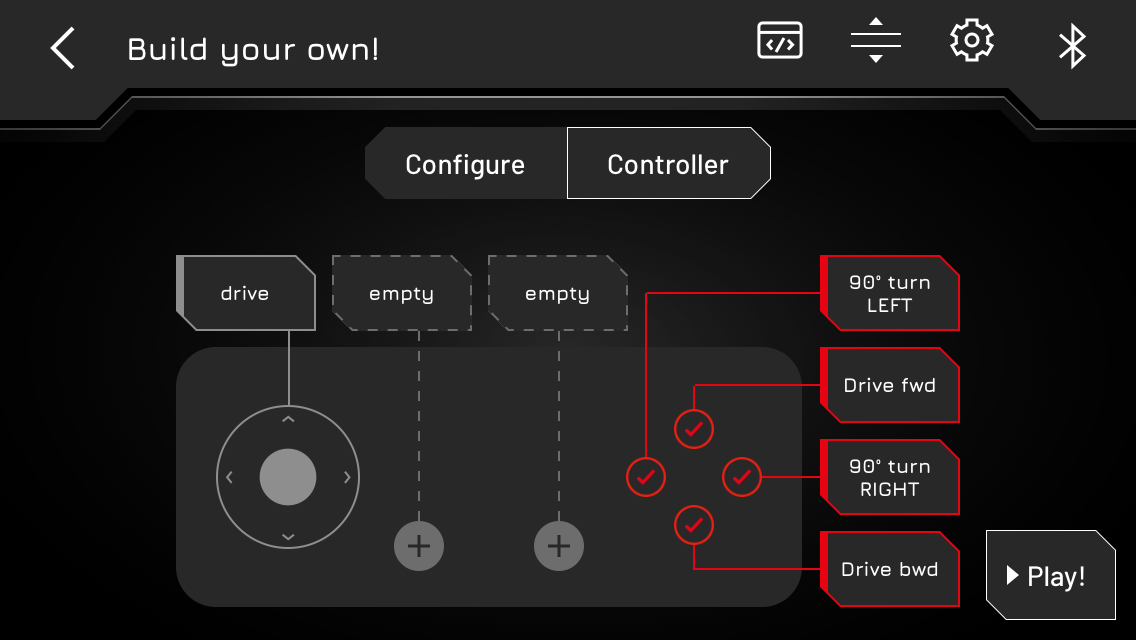 Build your own!
Configure
Controller
drive
empty
empty
90° turn
LEFT
Drive fwd
90° turn
RIGHT
Drive bwd
Play!